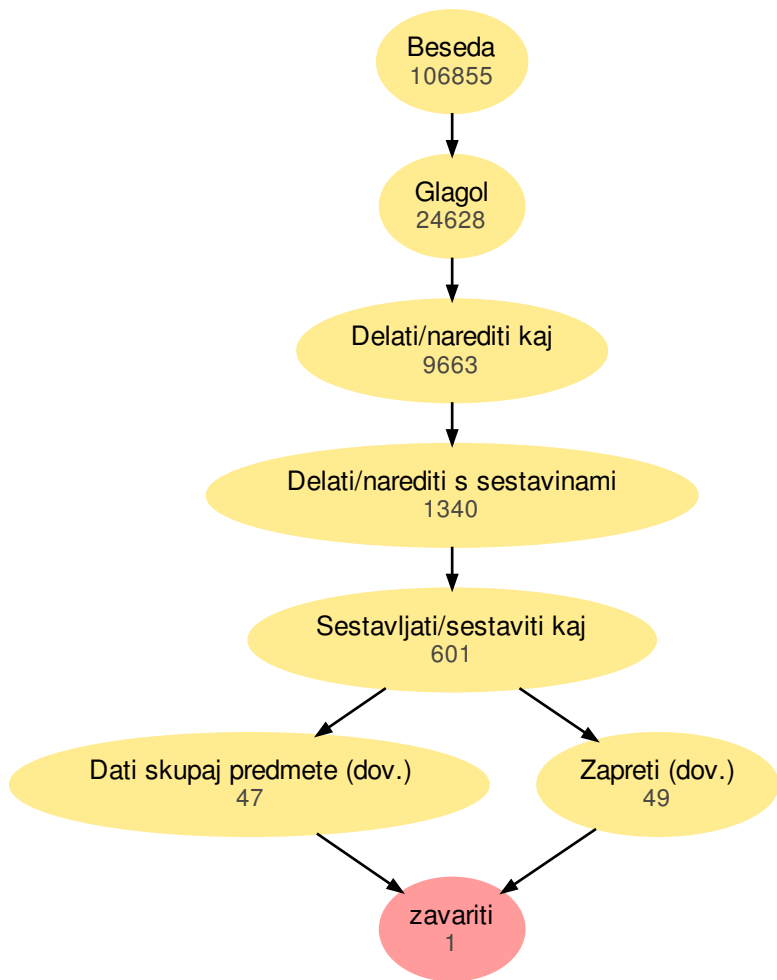 Beseda
106855
Glagol
24628
Delati/narediti kaj
9663
Delati/narediti s sestavinami
1340
Sestavljati/sestaviti kaj
601
Dati skupaj predmete (dov.)
47
Zapreti (dov.)
49
zavariti
1